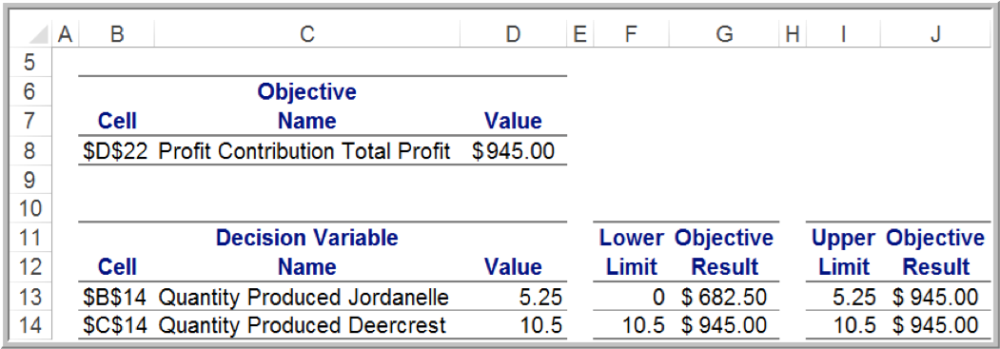 A B C D E F G H I J
5
6 Objective
7 Cell Name Value
8 $D$22 Profit Contribution Total Profit $945.00
9
10
11 Decision Variable Lower Objective Upper Objective
12 Cell Name Value Limit Result Limit Result
13 $B$14 Quantity Produced Jordanelle 5.25 0 $ 682.50 5.25 $ 945.00
14 $C$14 Quantity Produced Deercrest 10.5 10.5 $ 945.00 10.5 $ 945.00